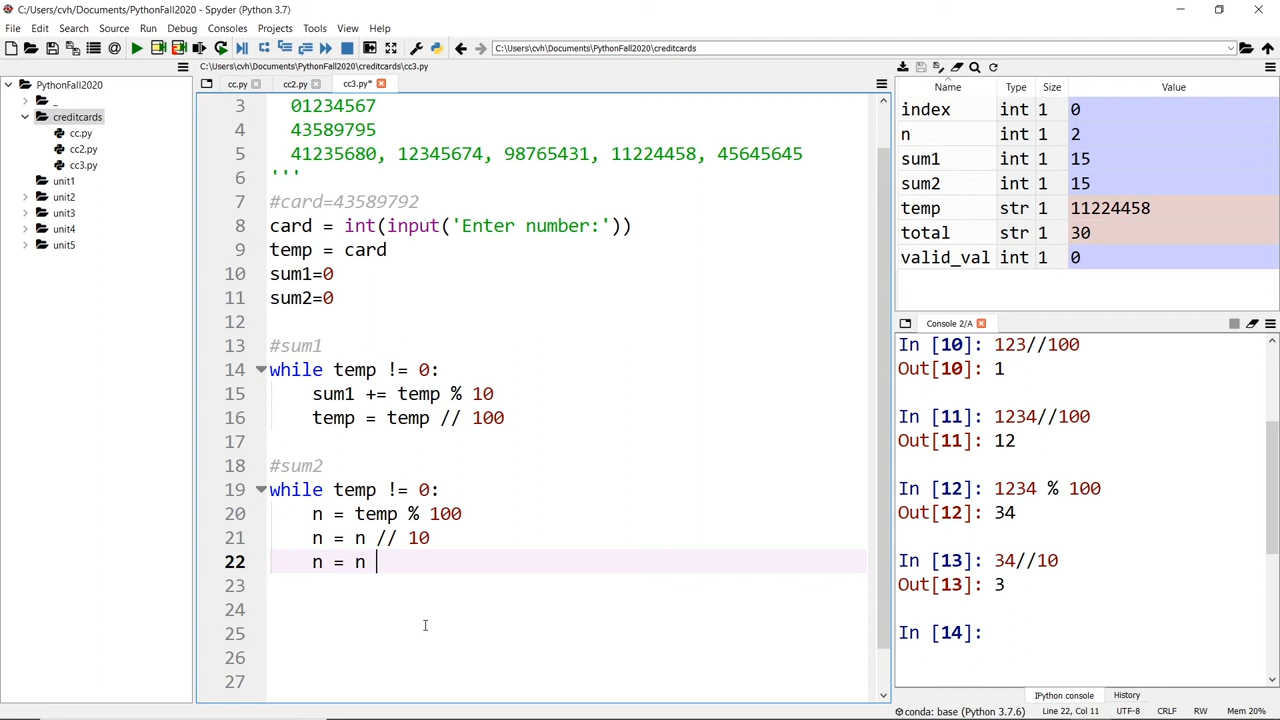 C:/Users/cvh/Documents/PythonFall2020 - Spyder (Python 3.7)
File Edit Search Source Run Debug Consoles Projects Tools View Help
C:\Users\cvh\Documents\PythonFall2020\creditcards
C:\Users\cvh\Documents\PythonFall2020\creditcards\cc3.py
PythonFall2020
_
creditcards
cc.py
cc2.py
cc3.py
unit1
unit2
unit3
unit4
unit5
cc.py cc2.py cc3.py*
3 01234567
4 43589795
5 41235680, 12345674, 98765431, 11224458, 45645645
6 '''
7 #card=43589792
8 card = int(input('Enter number:'))
9 temp = card
10 sum1=0
11 sum2=0
12
13 #sum1
14 while temp != 0:
15 sum1 += temp % 10
16 temp = temp // 100
17
18 #sum2
19 while temp != 0:
20 n = temp % 100
21 n = n // 10
22 n = n
23
24
25
26
27
Name Type Size Value
index int 1 0
n int 1 2
sum1 int 1 15
sum2 int 1 15
temp str 1 11224458
total str 1 30
valid_val int 1 0
Console 2/A
In [10]: 123//100
Out[10]: 1
In [11]: 1234//100
Out[11]: 12
In [12]: 1234 % 100
Out[12]: 34
In [13]: 34//10
Out[13]: 3
In [14]:
IPython console History
conda: base (Python 3.7.6) Line 22, Col 11 UTF-8 CRLF RW Mem 20%